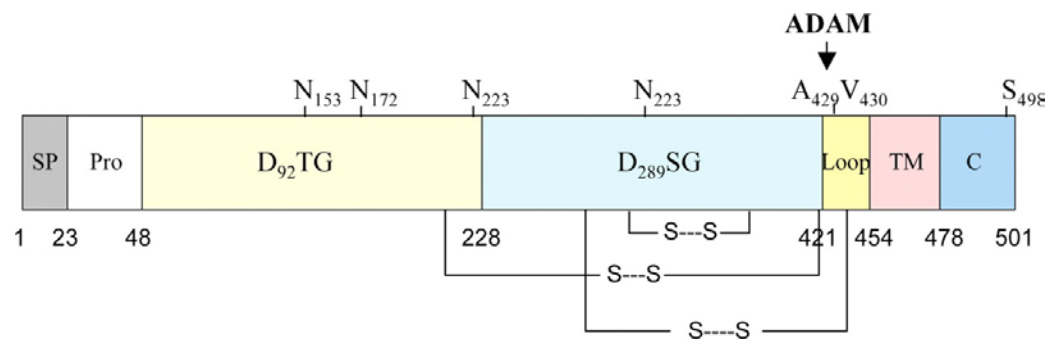 ADAM
N153 N172 N223 N223 A429 V430 S498
SP Pro D92TG D289SG Loop TM C
1 23 48 228 421 454 478 501
S---S
S---S
S----S